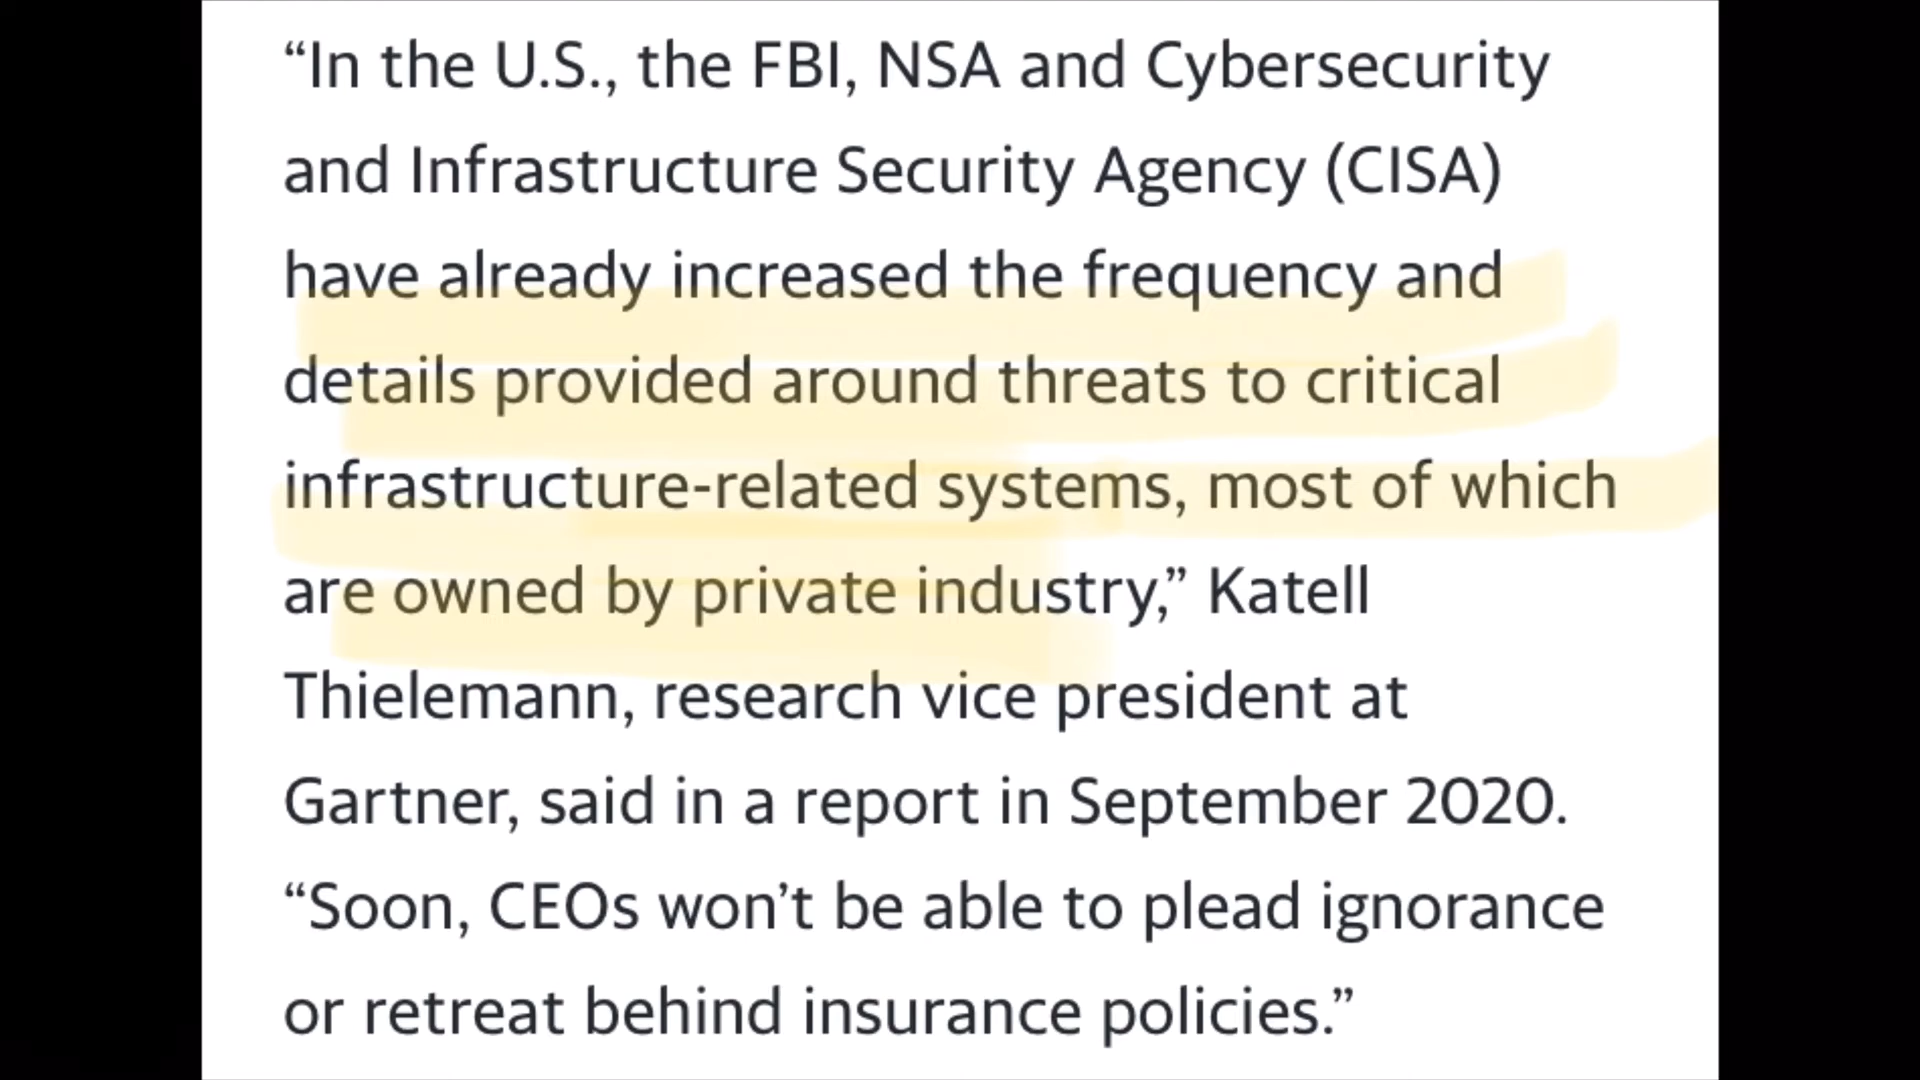 “In the U.S., the FBI, NSA and Cybersecurity
and Infrastructure Security Agency (CISA)
have already increased the frequency and
details provided around threats to critical
infrastructure-related systems, most of which
are owned by private industry,” Katell
Thielemann, research vice president at
Gartner, said in a report in September 2020.
“Soon, CEOs won’t be able to plead ignorance
or retreat behind insurance policies.”